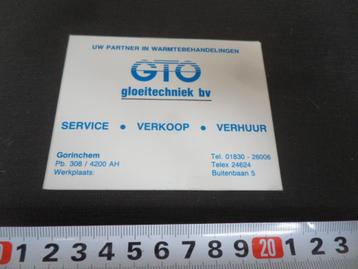 UW PARTNER IN WARMTEBEHANDELINGEN
GTO
gloeitechniek bv
SERVICE • VERKOOP • VERHUUR
Gorinchem Tel. 01830 - 26006
Pb. 308 / 4200 AH Telex 24624
Werkplaats: Buitenbaan 5
1 2 3 4 5 6 7 8 9 20 1 2 3